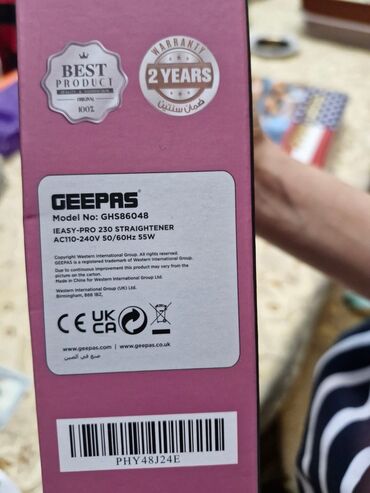 BEST
PRODUCT
ORIGINAL
100%
WARRANTY
2 YEARS
ضمان سنتين
GEEPAS
Model No: GHS86048
IEASY-PRO 230 STRAIGHTENER
AC110-240V 50/60Hz 55W
Copyright Western International Group. All rights reserved.
GEEPAS is a registered trademark of Western International Group.
Due to continuous improvement this product may vary from the
picture on the carton.
Made in China for Western International Group Ltd.
Western International Group (UK) Ltd.
Birmingham, B88 1BZ,
CE UK
CA
www.geepas.com/ www.geepas.co.uk
صنع في الصين
PHY48J24E